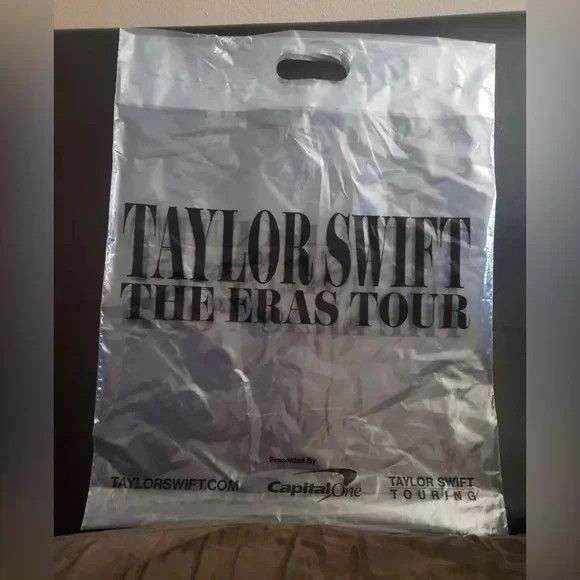 TAYLOR SWIFT
THE ERAS TOUR
Presented By
TAYLORSWIFT.COM
CapitalOne
TAYLOR SWIFT
TOURING